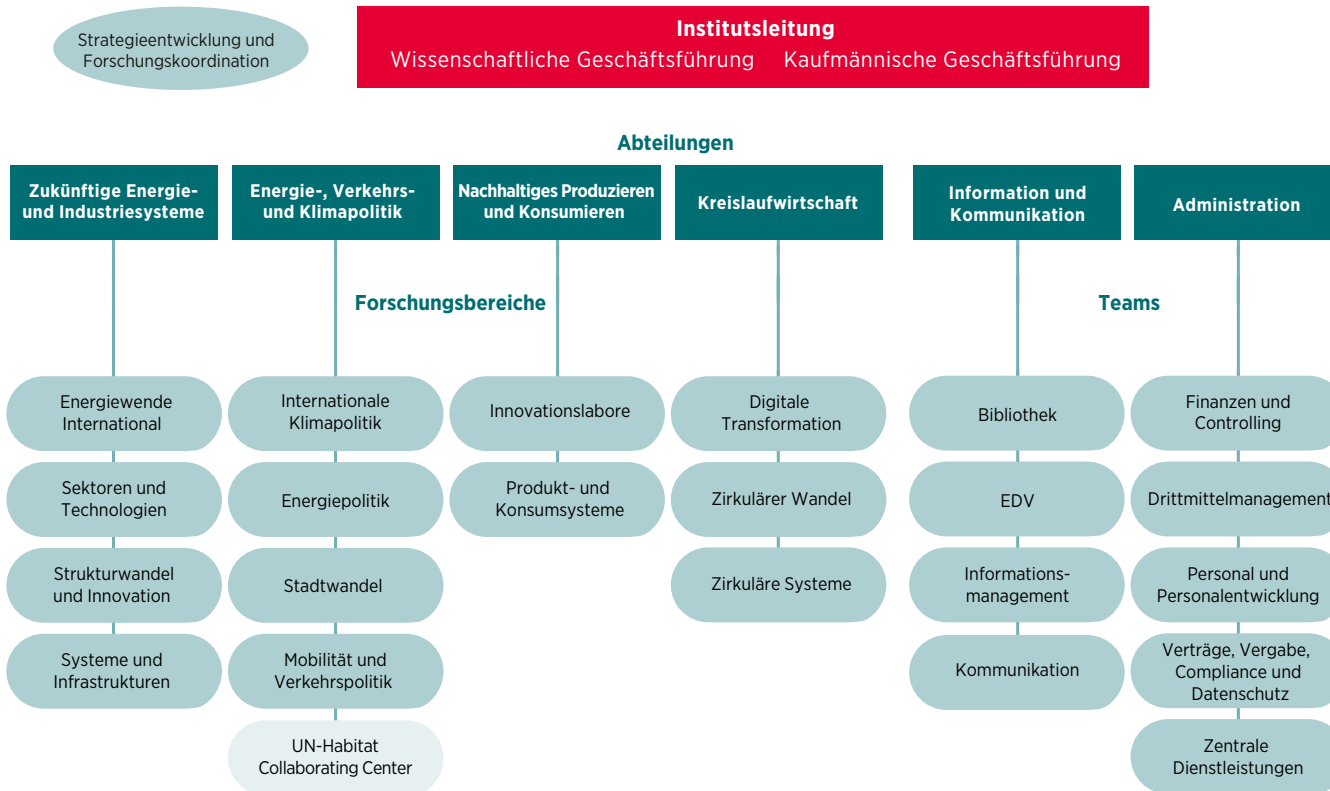 Strategieentwicklung und
Forschungskoordination
Institutsleitung
Wissenschaftliche Geschäftsführung Kaufmännische Geschäftsführung
Abteilungen
Zukünftige Energie-
und Industriesysteme
Energie-, Verkehrs-
und Klimapolitik
Nachhaltiges Produzieren
und Konsumieren
Kreislaufwirtschaft
Information und
Kommunikation
Administration
Forschungsbereiche
Teams
Energiewende
International
Sektoren und
Technologien
Strukturwandel
und Innovation
Systeme und
Infrastrukturen
Internationale
Klimapolitik
Energiepolitik
Stadtwandel
Mobilität und
Verkehrspolitik
UN-Habitat
Collaborating Center
Innovationslabore
Produkt- und
Konsumsysteme
Digitale
Transformation
Zirkulärer Wandel
Zirkuläre Systeme
Bibliothek
EDV
Informations-
management
Kommunikation
Finanzen und
Controlling
Drittmittelmanagement
Personal und
Personalentwicklung
Verträge, Vergabe,
Compliance und
Datenschutz
Zentrale
Dienstleistungen